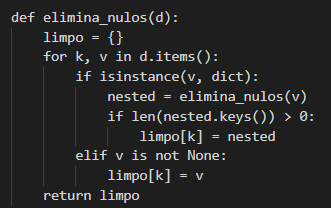 def elimina_nulos(d):
    limpo = {}
    for k, v in d.items():
        if isinstance(v, dict):
            nested = elimina_nulos(v)
            if len(nested.keys()) > 0:
                limpo[k] = nested
        elif v is not None:
            limpo[k] = v
    return limpo